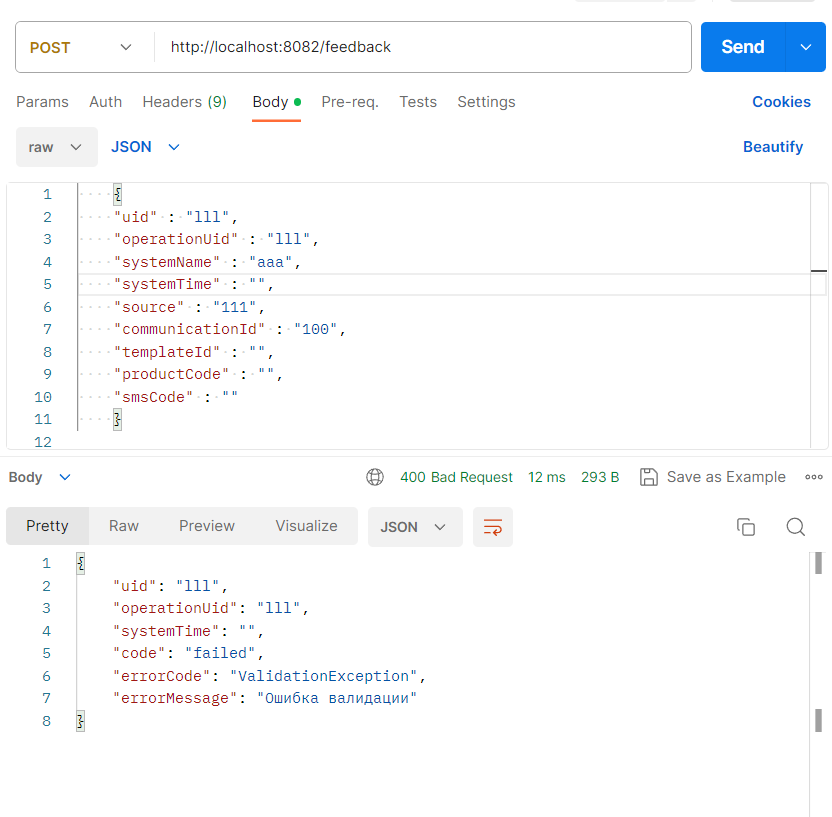 POST
http://localhost:8082/feedback
Send
Params Auth Headers (9) Body Pre-req. Tests Settings Cookies
raw JSON Beautify
1 {
2 "uid" : "lll",
3 "operationUid" : "lll",
4 "systemName" : "aaa",
5 "systemTime" : "",
6 "source" : "111",
7 "communicationId" : "100",
8 "templateId" : "",
9 "productCode" : "",
10 "smsCode" : ""
11 }
12
Body 400 Bad Request 12 ms 293 B Save as Example
Pretty Raw Preview Visualize JSON
1 {
2 "uid": "lll",
3 "operationUid": "lll",
4 "systemTime": "",
5 "code": "failed",
6 "errorCode": "ValidationException",
7 "errorMessage": "Ошибка валидации"
8 }